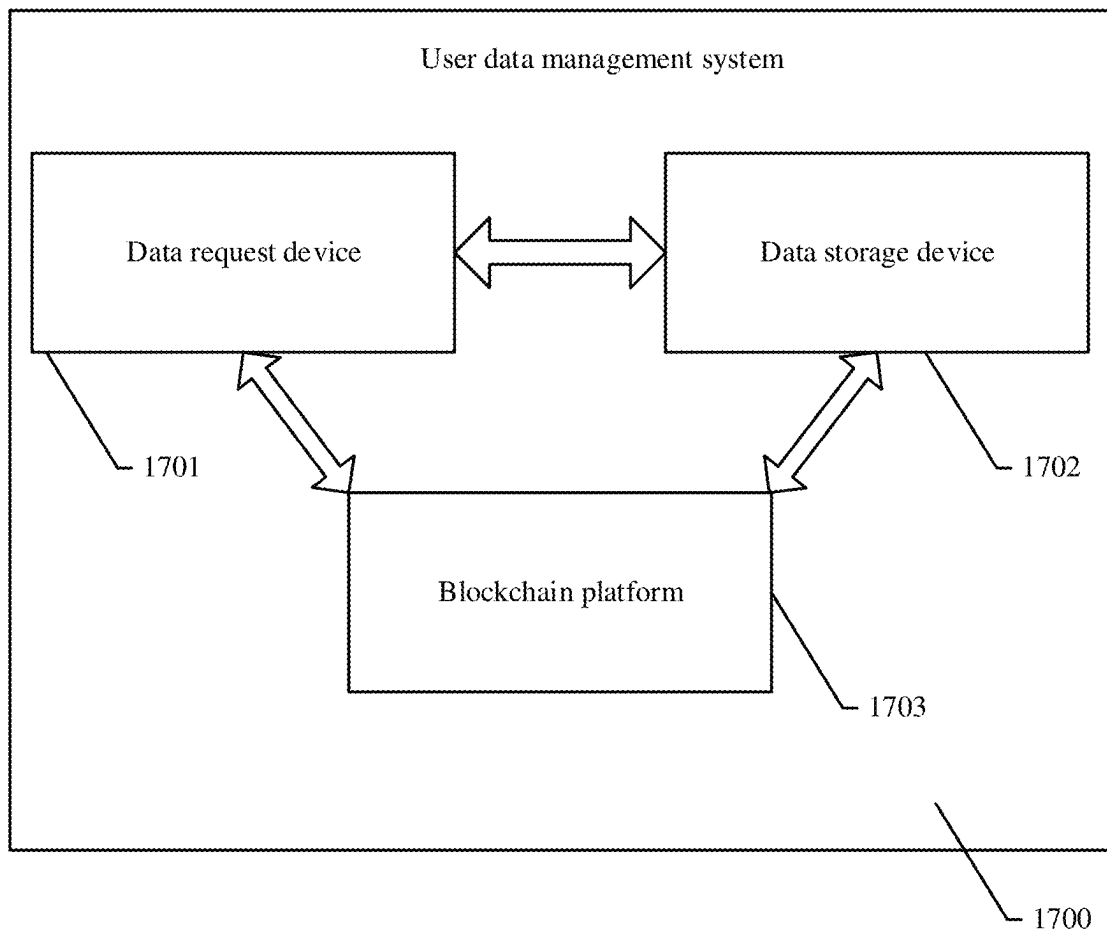 User data management system
Data request device
Data storage device
1701
1702
Blockchain platform
1703
1700